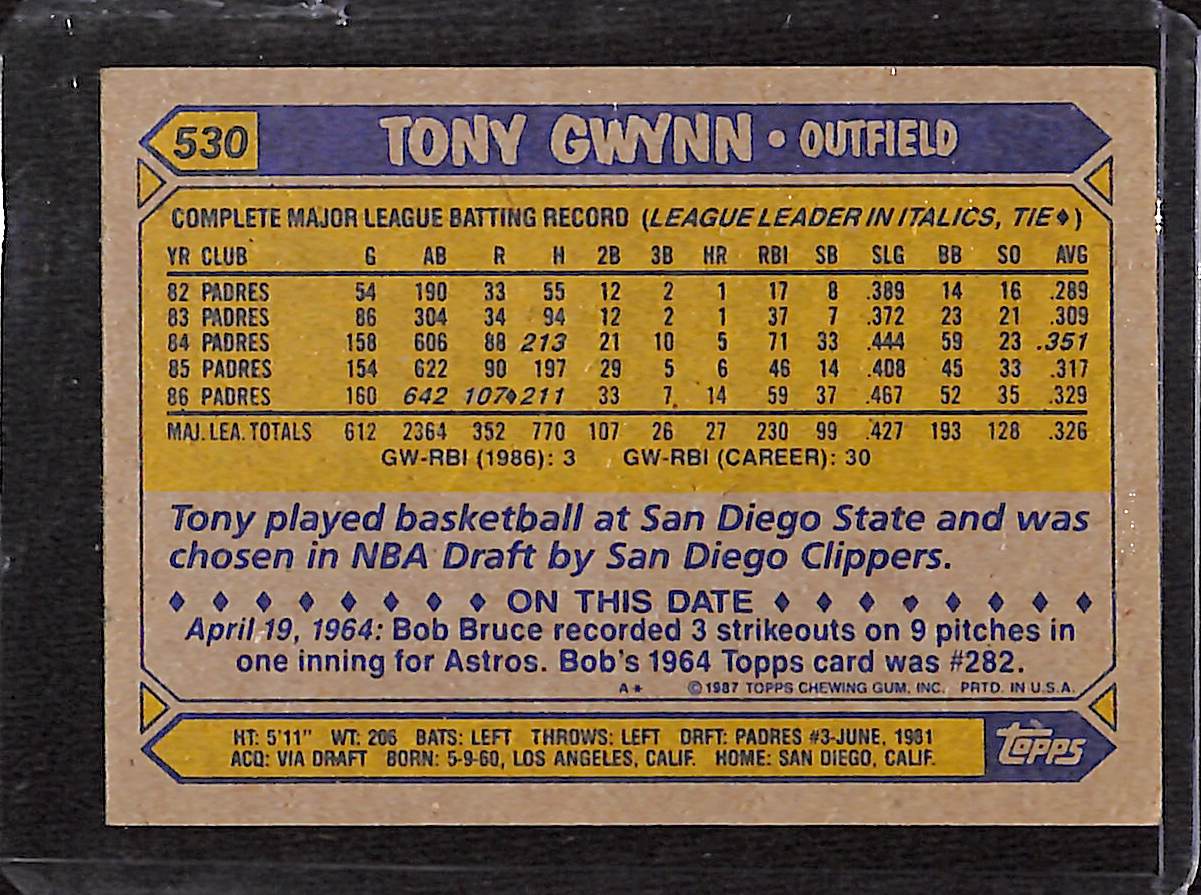 530 TONY GWYNN • OUTFIELD
COMPLETE MAJOR LEAGUE BATTING RECORD (LEAGUE LEADER IN ITALICS, TIE♦)
YR CLUB G AB R H 2B 3B HR RBI SB SLG BB SO AVG
82 PADRES 54 190 33 55 12 2 1 17 8 .389 14 16 .289
83 PADRES 86 304 34 94 12 2 1 37 7 .372 23 21 .309
84 PADRES 158 606 88 213 21 10 5 71 33 .444 59 23 .351
85 PADRES 154 622 90 197 29 5 6 46 14 .408 45 33 .317
86 PADRES 160 642 107♦ 211 33 7 14 59 37 .467 52 35 .329
MAJ. LEA. TOTALS 612 2364 352 770 107 26 27 230 99 .427 193 128 .326
GW-RBI (1986): 3 GW-RBI (CAREER): 30
Tony played basketball at San Diego State and was
chosen in NBA Draft by San Diego Clippers.
♦ ♦ ♦ ♦ ♦ ♦ ♦ ♦ ON THIS DATE ♦ ♦ ♦ ♦ ♦ ♦ ♦ ♦
April 19, 1964: Bob Bruce recorded 3 strikeouts on 9 pitches in
one inning for Astros. Bob's 1964 Topps card was #282.
A* © 1987 TOPPS CHEWING GUM, INC. PRTD. IN U.S.A.
HT: 5'11" WT: 206 BATS: LEFT THROWS: LEFT DRFT: PADRES #3-JUNE, 1981
ACQ: VIA DRAFT BORN: 5-9-60, LOS ANGELES, CALIF. HOME: SAN DIEGO, CALIF.
topps